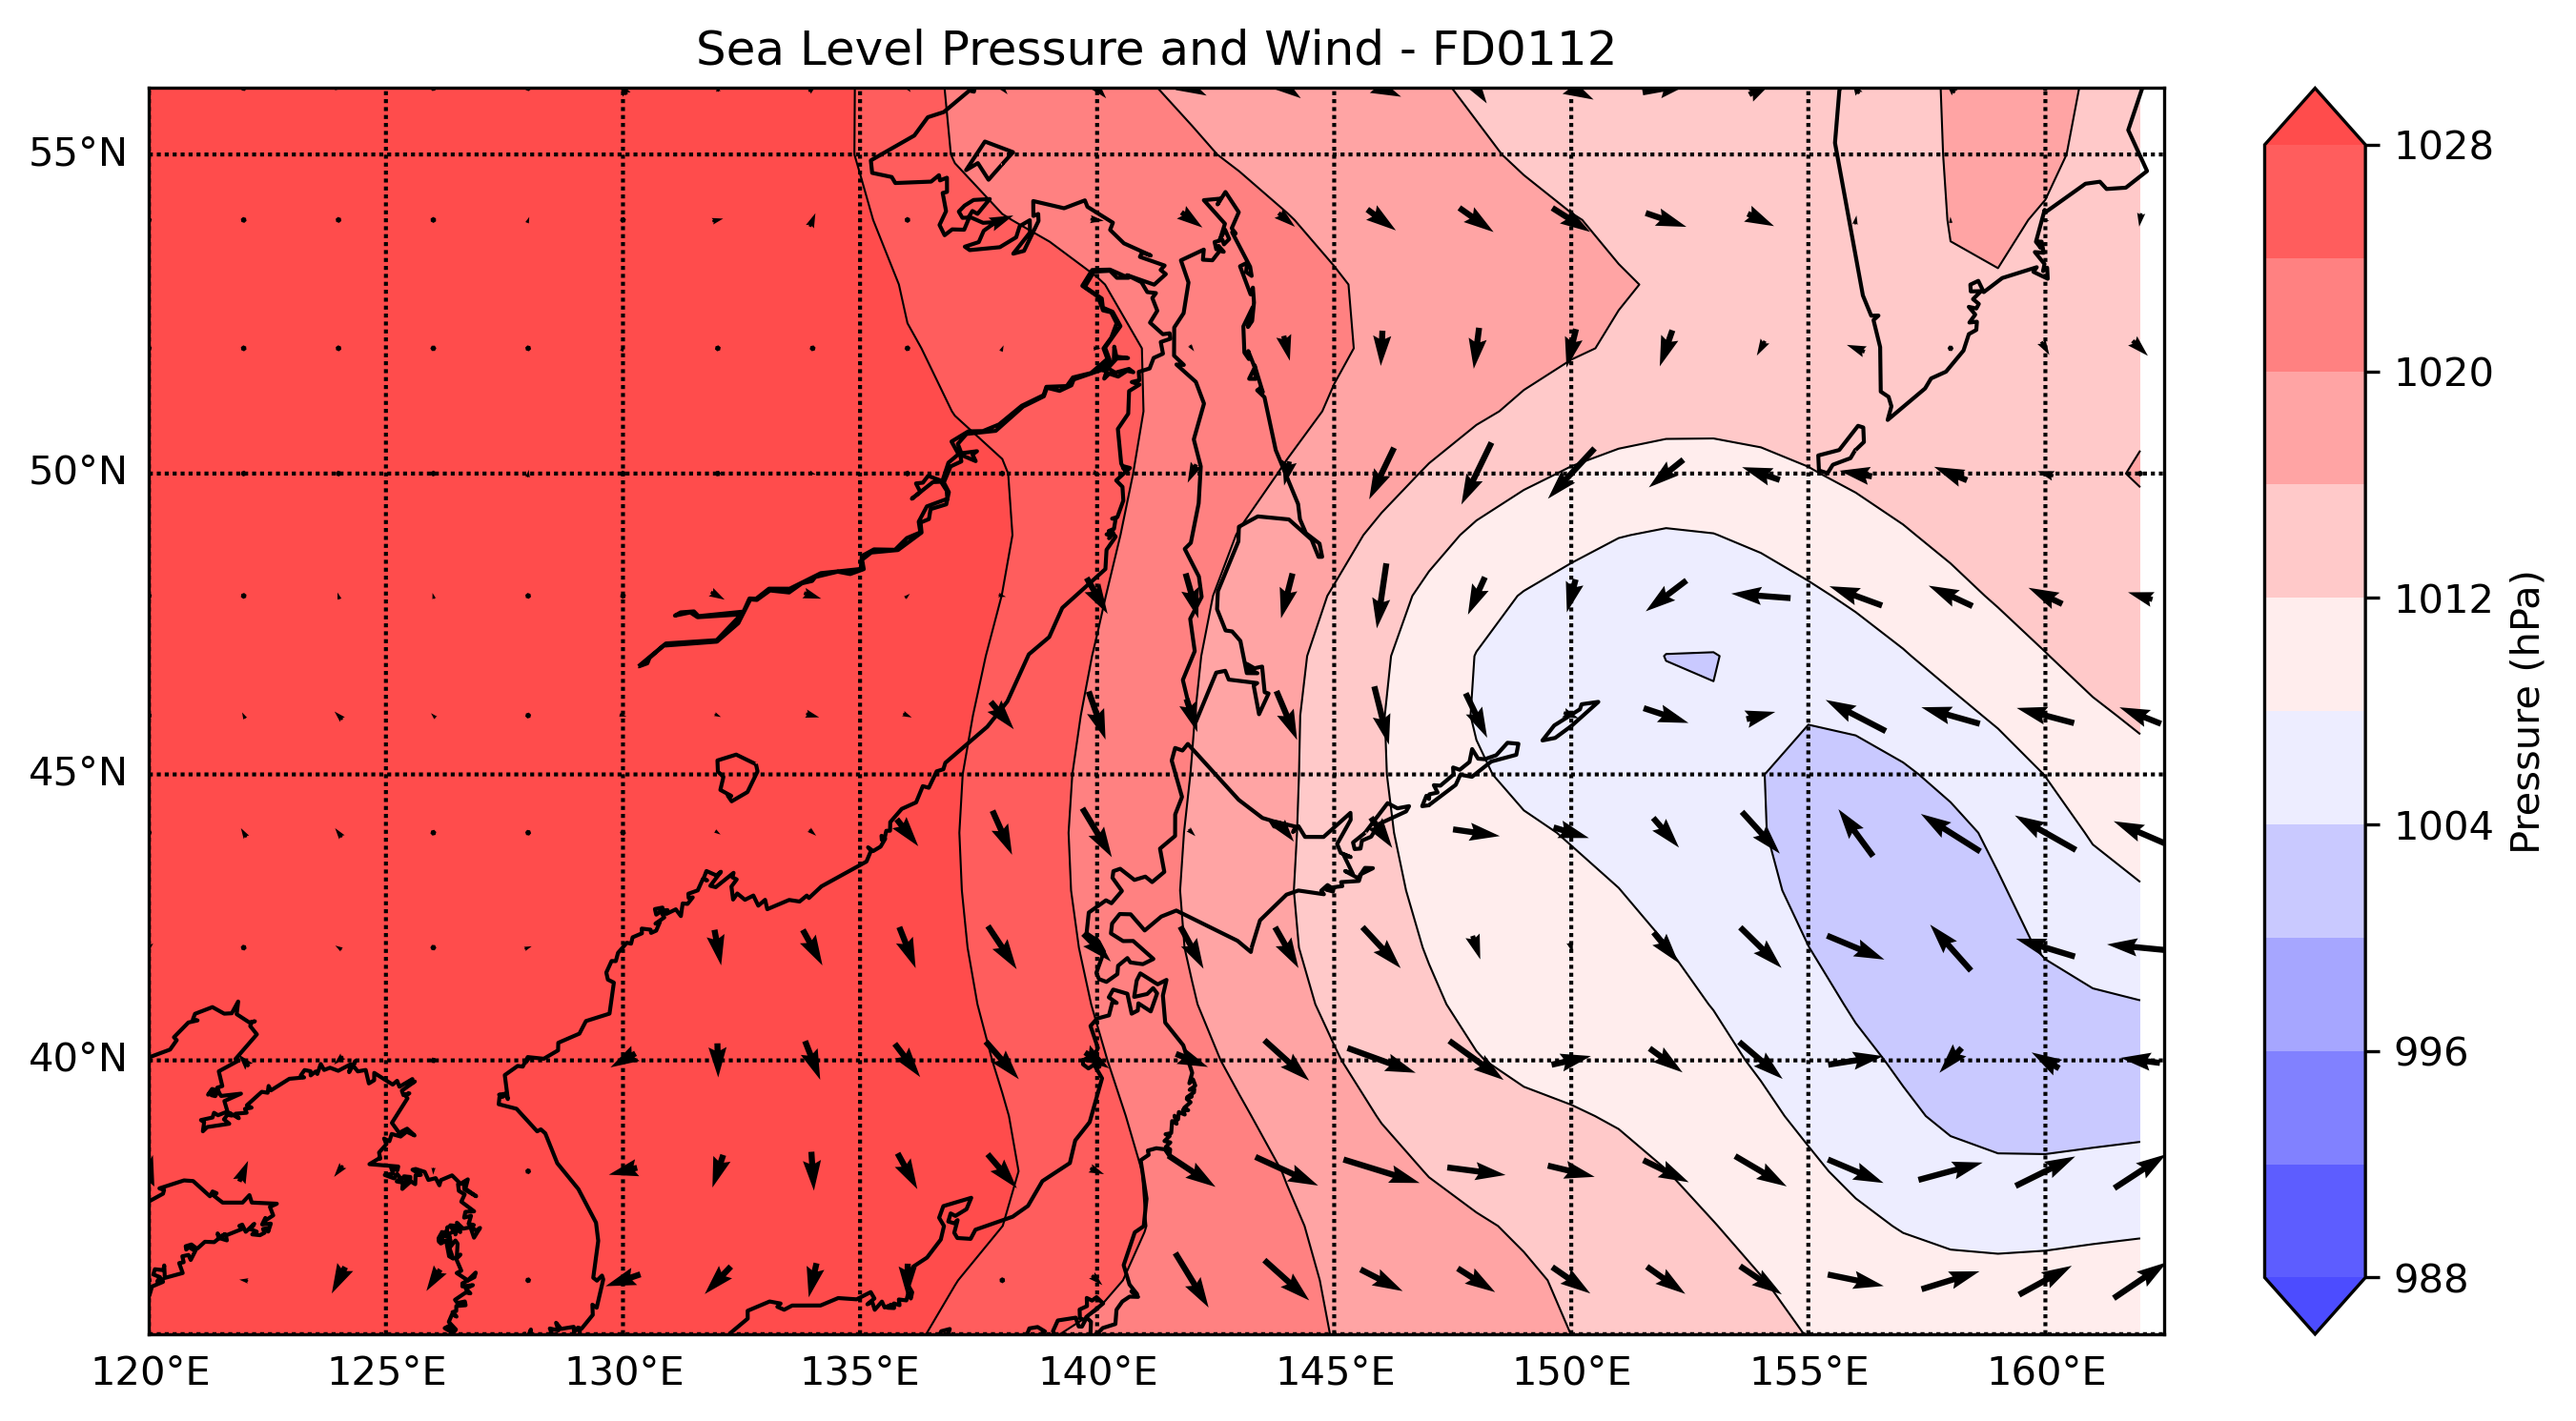 Sea Level Pressure and Wind - FD0112
55°N
50°N
45°N
40°N
120°E 125°E 130°E 135°E 140°E 145°E 150°E 155°E 160°E
1028
1020
1012
1004
996
988
Pressure (hPa)